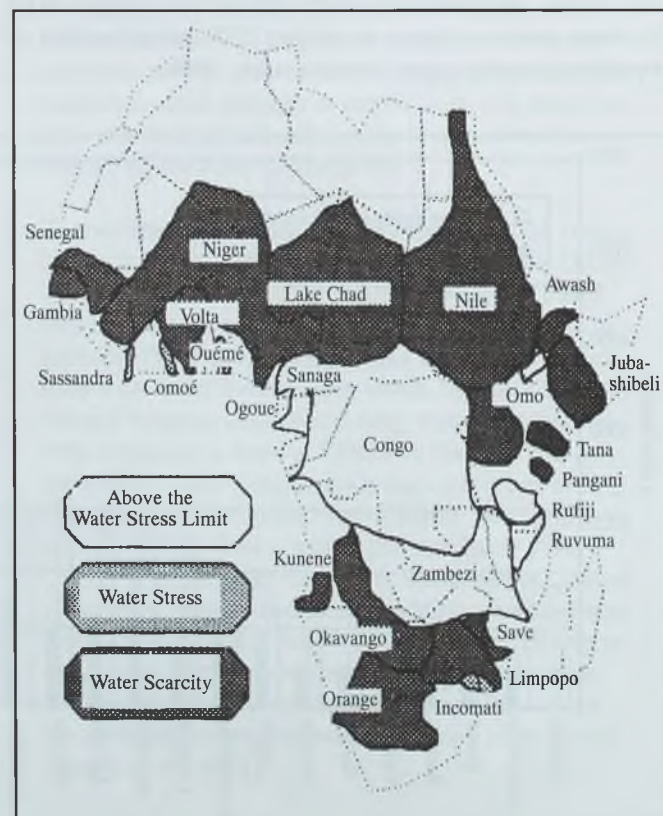 Senegal
Niger
Lake Chad
Nile
Awash
Gambia
Volta
Ouémé
Juba-
shibeli
Sassandra
Comoé
Sanaga
Omo
Ogoue
Congo
Tana
Pangani
Above the
Water Stress Limit
Rufiji
Ruvuma
Kunene
Zambezi
Water Stress
Okavango
Save
Water Scarcity
Limpopo
Orange
Incomati